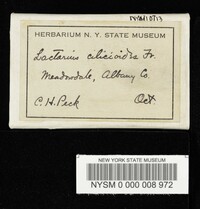 HERBARIUM N. Y. STATE MUSEUM
Lactarius cilicioides Fr.
Meadowdale, Albany Co.
C. H. Peck Oct.
NEW YORK STATE MUSEUM
NYSM 0 000 008 972